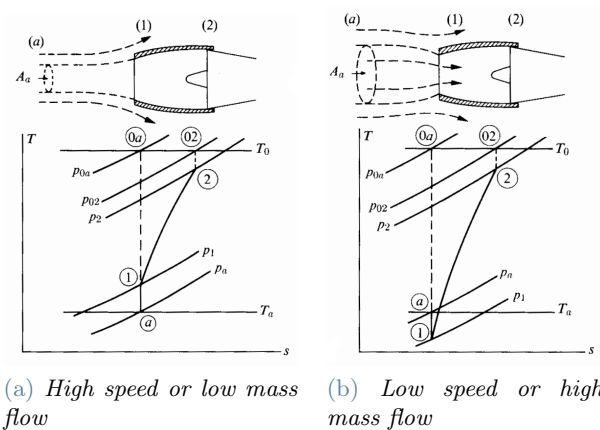 (a)
(1)
(2)
A_a
T
0a
02
T_0
p_0a
p_02
p_2
2
1
p_1
p_a
T_a
a
s
(a)
(1)
(2)
A_a
T
0a
02
T_0
p_0a
p_02
p_2
2
p_a
p_1
a
T_a
1
s
(a) High speed or low mass
flow
(b) Low speed or high
mass flow